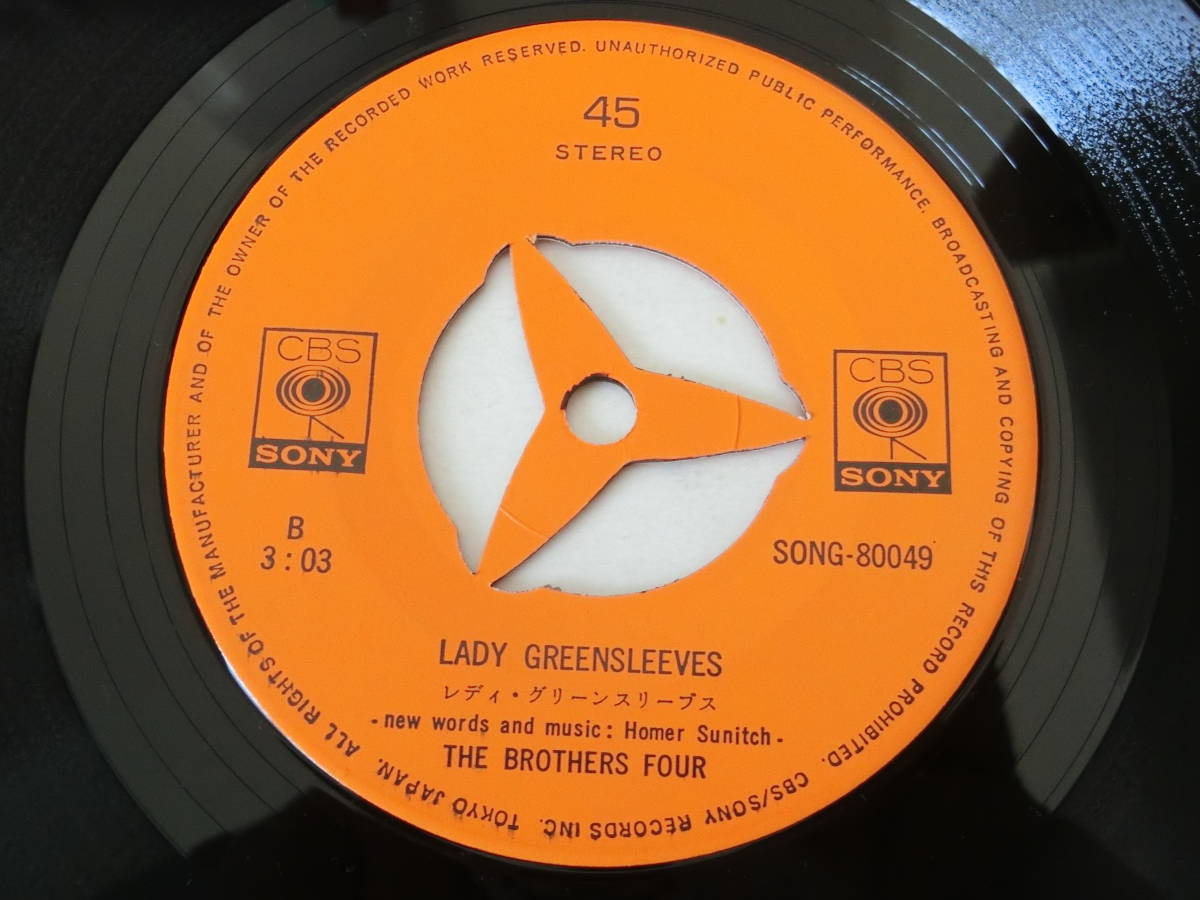 ALL RIGHTS OF THE MANUFACTURER AND OF THE OWNER OF THE RECORDED WORK RESERVED. UNAUTHORIZED PUBLIC PERFORMANCE. BROADCASTING AND COPYING OF THIS RECORD PROHIBITED. CBS/SONY RECORDS INC. TOKYO JAPAN.
45
STEREO
CBS
SONY
CBS
SONY
B
3:03
SONG-80049
LADY GREENSLEEVES
レディ・グリーンスリーブス
-new words and music: Homer Sunitch-
THE BROTHERS FOUR